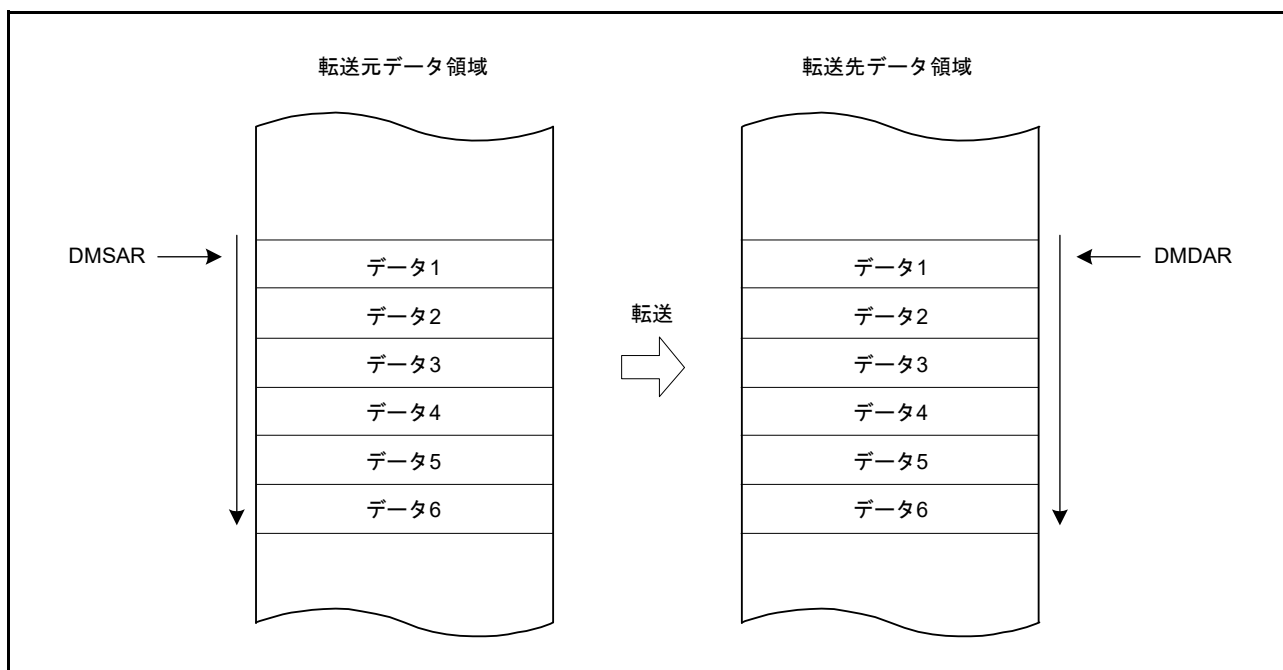 転送元データ領域
転送先データ領域
DMSAR
データ1
データ2
データ3
データ4
データ5
データ6
転送
データ1
データ2
データ3
データ4
データ5
データ6
DMDAR